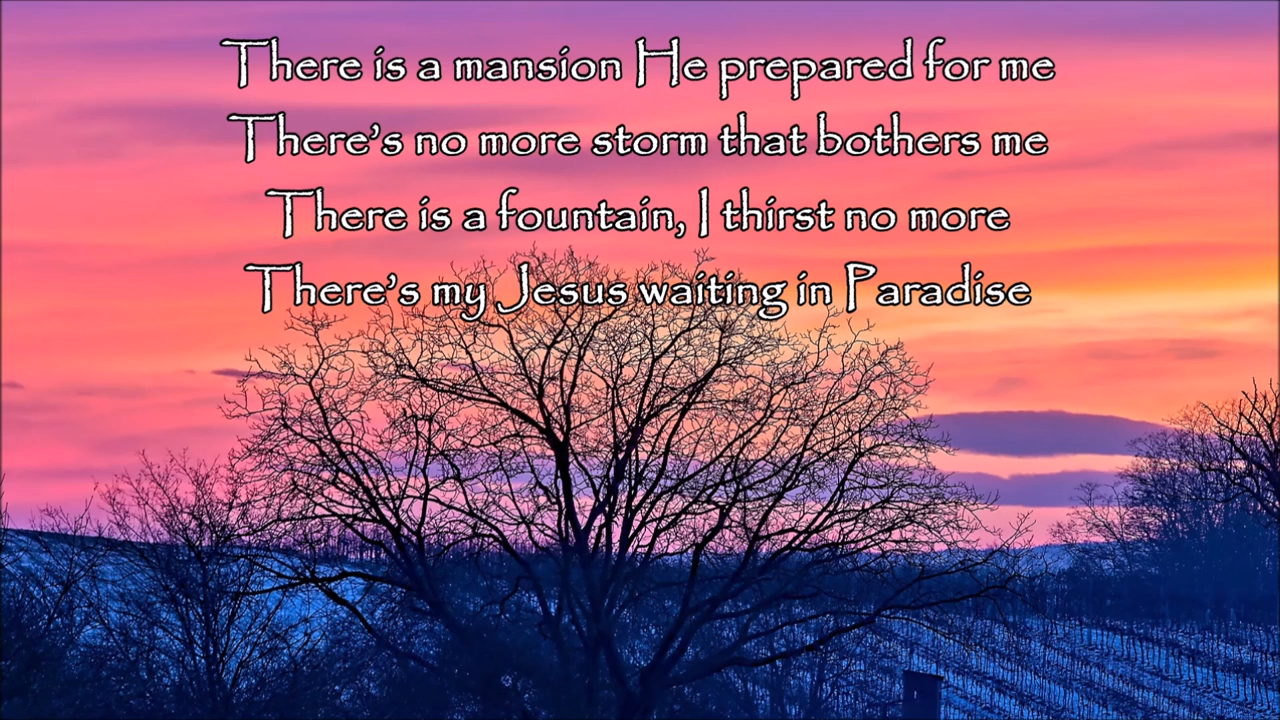 There is a mansion He prepared for me
There's no more storm that bothers me
There is a fountain, I thirst no more
There's my Jesus waiting in Paradise